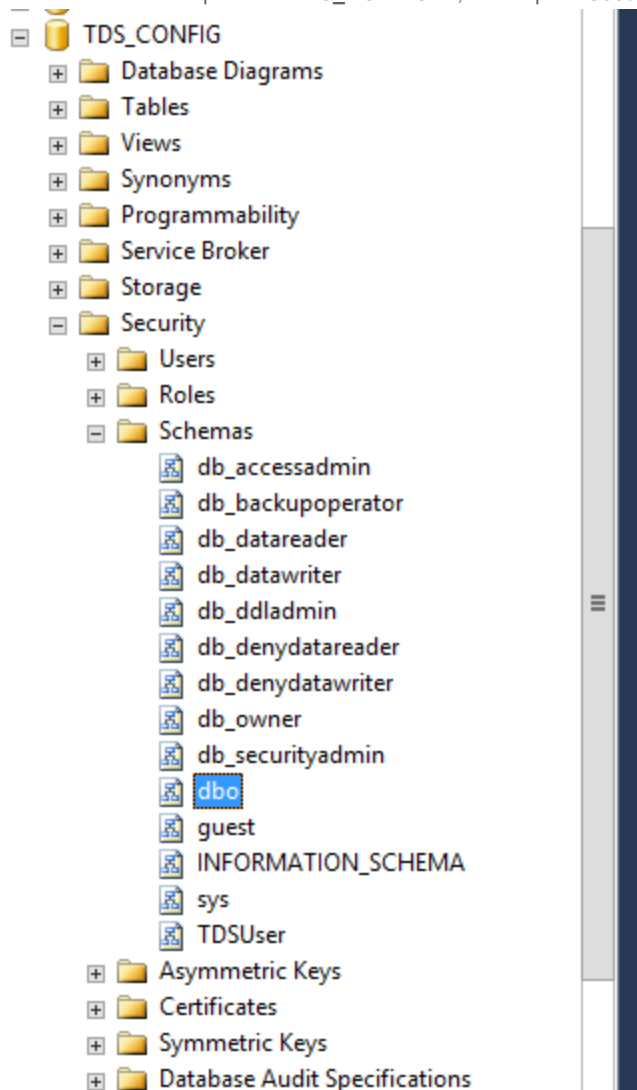 TDS_CONFIG
Database Diagrams
Tables
Views
Synonyms
Programmability
Service Broker
Storage
Security
Users
Roles
Schemas
db_accessadmin
db_backupoperator
db_datareader
db_datawriter
db_ddladmin
db_denydatareader
db_denydatawriter
db_owner
db_securityadmin
dbo
guest
INFORMATION_SCHEMA
sys
TDSUser
Asymmetric Keys
Certificates
Symmetric Keys
Database Audit Specifications